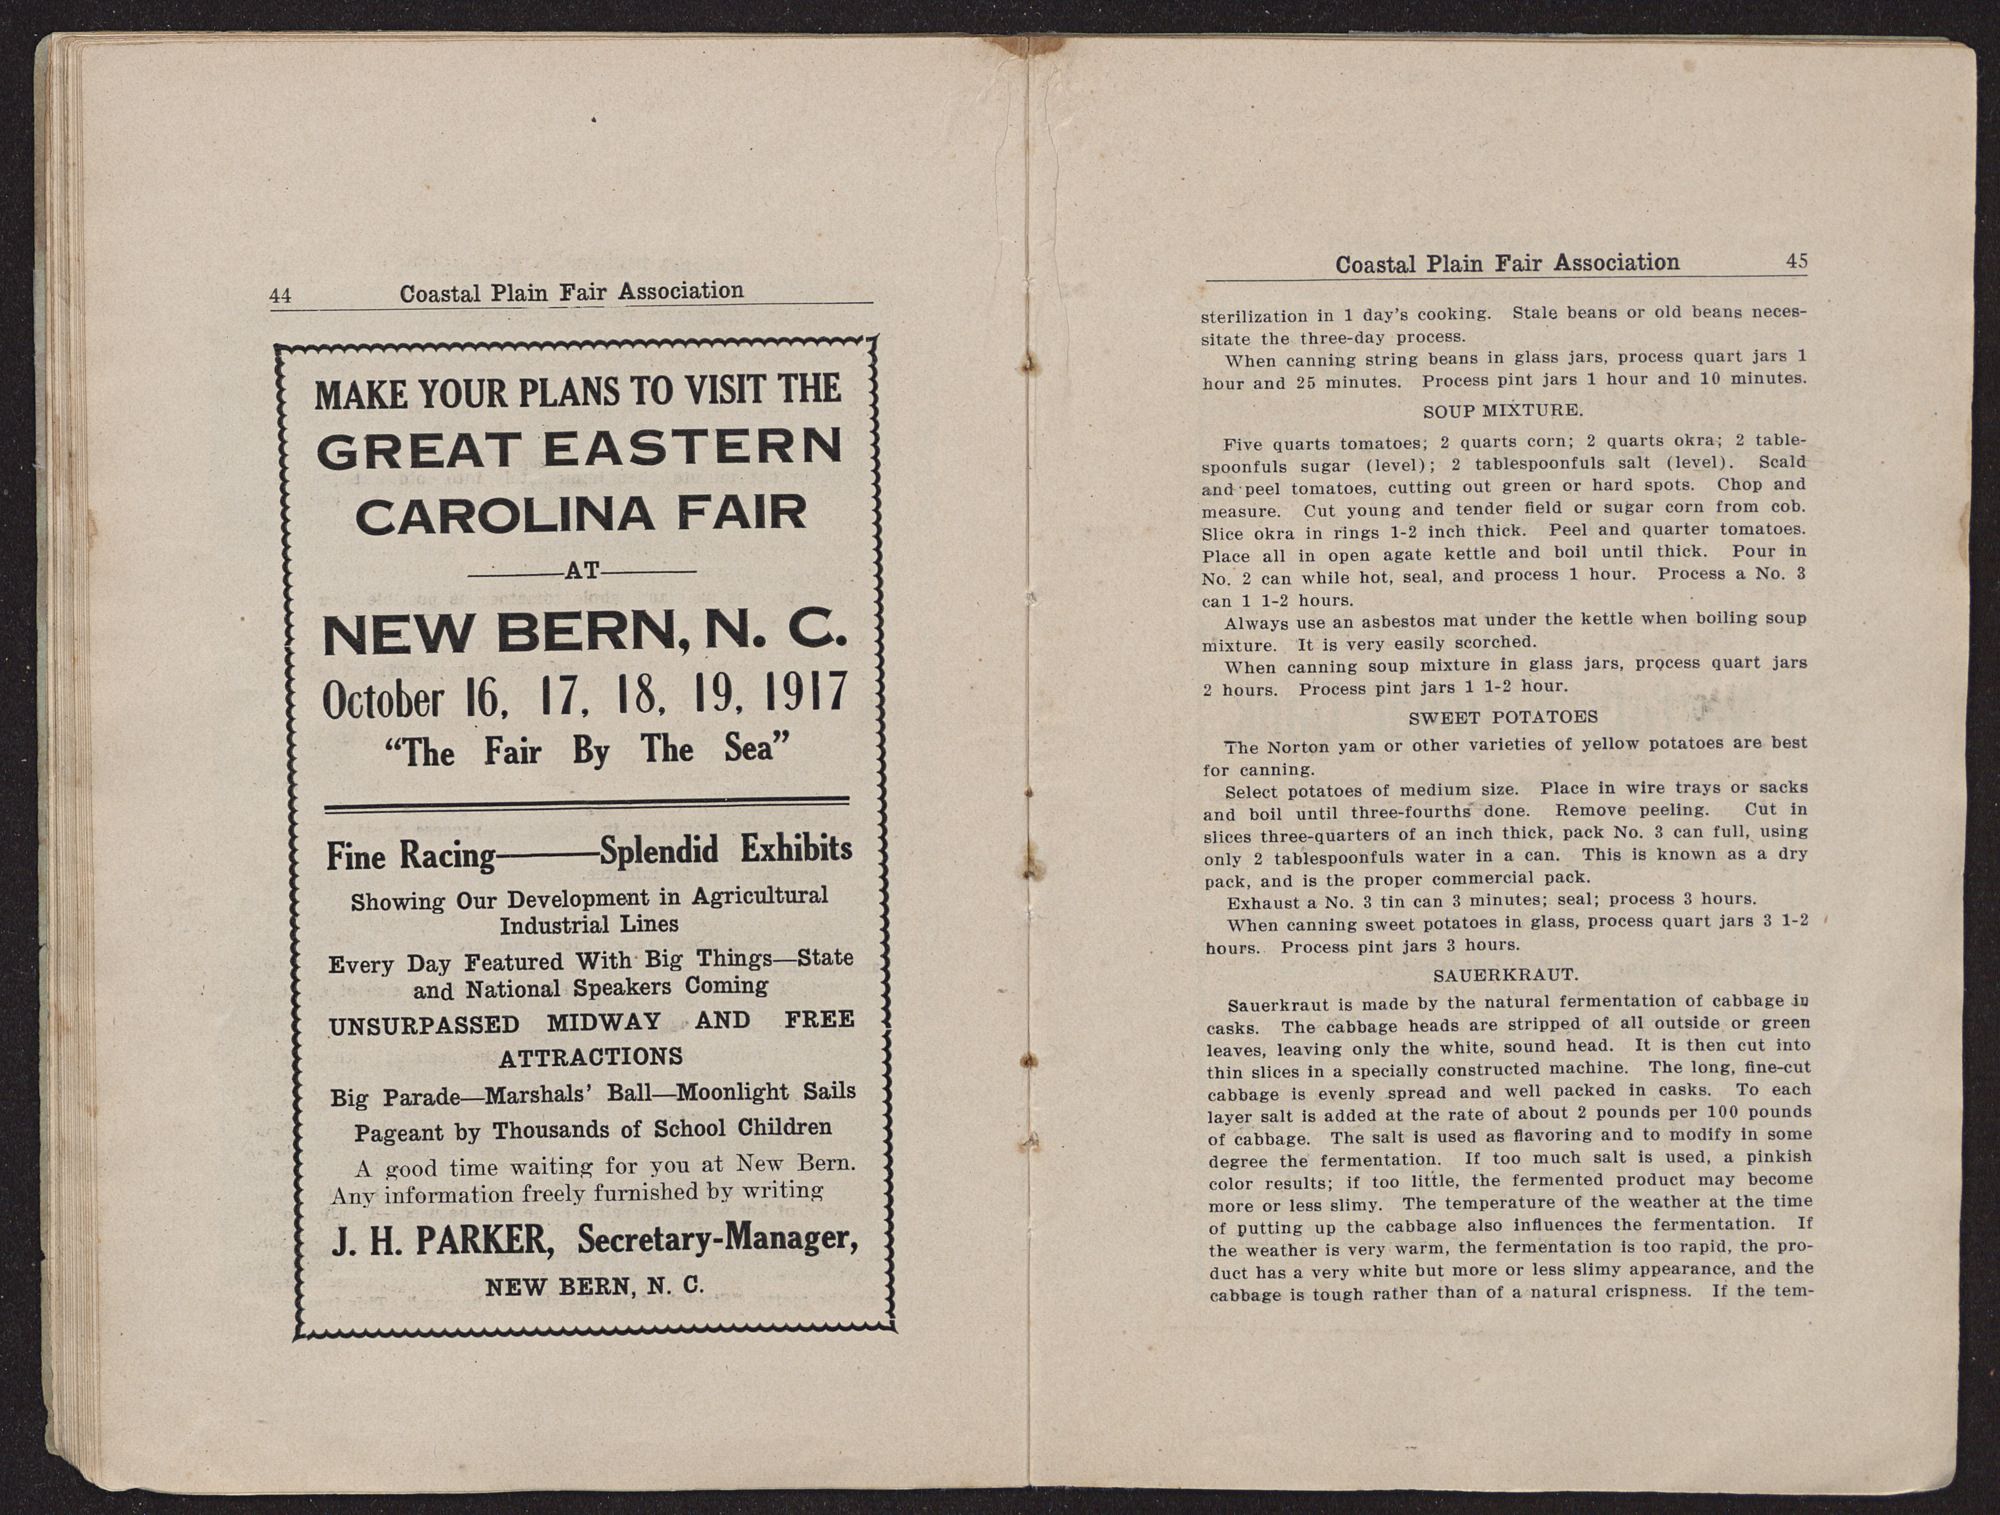 44 Coastal Plain Fair Association
MAKE YOUR PLANS TO VISIT THE
GREAT EASTERN
CAROLINA FAIR
———AT———
NEW BERN, N. C.
October 16, 17, 18, 19, 1917
“The Fair By The Sea”
Fine Racing———Splendid Exhibits
Showing Our Development in Agricultural
Industrial Lines
Every Day Featured With Big Things—State
and National Speakers Coming
UNSURPASSED MIDWAY AND FREE
ATTRACTIONS
Big Parade—Marshals’ Ball—Moonlight Sails
Pageant by Thousands of School Children
A good time waiting for you at New Bern.
Any information freely furnished by writing
J. H. PARKER, Secretary-Manager,
NEW BERN, N. C.
Coastal Plain Fair Association 45
sterilization in 1 day’s cooking. Stale beans or old beans neces-
sitate the three-day process.
When canning string beans in glass jars, process quart jars 1
hour and 25 minutes. Process pint jars 1 hour and 10 minutes.
SOUP MIXTURE.
Five quarts tomatoes; 2 quarts corn; 2 quarts okra; 2 table-
spoonfuls sugar (level); 2 tablespoonfuls salt (level). Scald
and peel tomatoes, cutting out green or hard spots. Chop and
measure. Cut young and tender field or sugar corn from cob.
Slice okra in rings 1-2 inch thick. Peel and quarter tomatoes.
Place all in open agate kettle and boil until thick. Pour in
No. 2 can while hot, seal, and process 1 hour. Process a No. 3
can 1 1-2 hours.
Always use an asbestos mat under the kettle when boiling soup
mixture. It is very easily scorched.
When canning soup mixture in glass jars, process quart jars
2 hours. Process pint jars 1 1-2 hour.
SWEET POTATOES
The Norton yam or other varieties of yellow potatoes are best
for canning.
Select potatoes of medium size. Place in wire trays or sacks
and boil until three-fourths done. Remove peeling. Cut in
slices three-quarters of an inch thick, pack No. 3 can full, using
only 2 tablespoonfuls water in a can. This is known as a dry
pack, and is the proper commercial pack.
Exhaust a No. 3 tin can 3 minutes; seal; process 3 hours.
When canning sweet potatoes in glass, process quart jars 3 1-2
hours. Process pint jars 3 hours.
SAUERKRAUT.
Sauerkraut is made by the natural fermentation of cabbage in
casks. The cabbage heads are stripped of all outside or green
leaves, leaving only the white, sound head. It is then cut into
thin slices in a specially constructed machine. The long, fine-cut
cabbage is evenly spread and well packed in casks. To each
layer salt is added at the rate of about 2 pounds per 100 pounds
of cabbage. The salt is used as flavoring and to modify in some
degree the fermentation. If too much salt is used, a pinkish
color results; if too little, the fermented product may become
more or less slimy. The temperature of the weather at the time
of putting up the cabbage also influences the fermentation. If
the weather is very warm, the fermentation is too rapid, the pro-
duct has a very white but more or less slimy appearance, and the
cabbage is tough rather than of a natural crispness. If the tem-